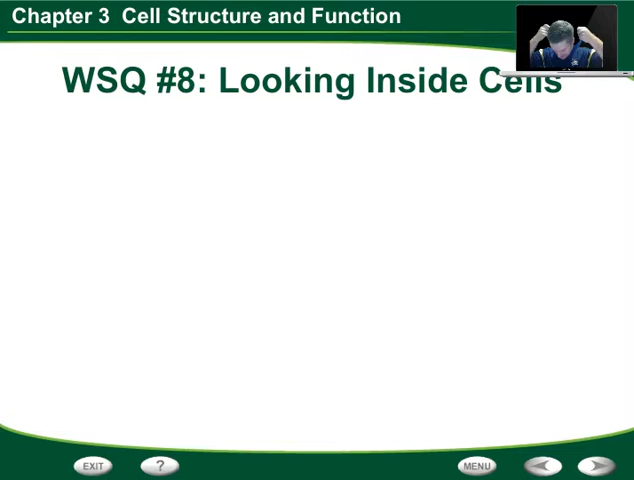 Chapter 3 Cell Structure and Function
WSQ #8: Looking Inside Cells
EXIT
?
MENU